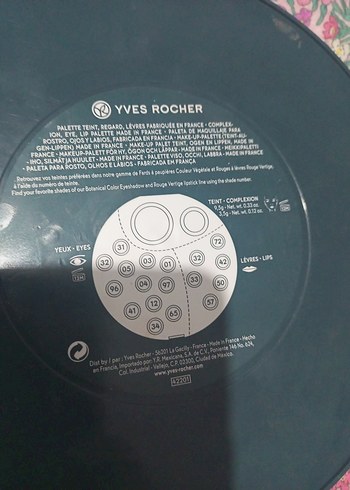 YVES ROCHER
PALETTE TEINT, REGARD, LÈVRES FABRIQUÉE EN FRANCE • COMPLEX-
ION, EYE, LIP PALETTE MADE IN FRANCE • PALETA DE MAQUILLAJE PARA
ROSTRO, OJOS Y LABIOS, FABRICADA EN FRANCIA • MAKE-UP-PALETTE (TEINT-AU-
GEN-LIPPEN) MADE IN FRANCE • MAKE UP PALET TEINT, OGEN EN LIPPEN, MADE IN
FRANCE • MAKEUP-PALETT FÖR HY, ÖGON OCH LÄPPAR • MADE IN FRANCE • MEIKKIPALETTI
IHO, SILMÄT JA HUULET • MADE IN FRANCE • PALETTE VISO, OCCHI, LABBRA • MADE IN FRANCE
• PALETA PARA ROSTO, OLHOS E LÁBIOS • FABRICADA EM FRANÇA
Retrouvez vos teintes préférées dans notre gamme de Fards à paupières Couleur Végétale et Rouges à lèvres Rouge Vertige,
à l'aide du numéro de teinte.
Find your favorite shades of our Botanical Color Eyeshadow and Rouge Vertige lipstick line using the shade number.
TEINT • COMPLEXION
9,5g - Net wt. 0.33 oz.
3,5g - Net wt. 0.12 oz.
YEUX • EYES
12M
LÈVRES • LIPS
31
72
32
05
03
01
32
42
96
04
97
33
50
41
12
65
57
34
Dist by / par : Yves Rocher - 56201 La Gacilly - France • Made in France • Hecho
en Francia, Importado por: Y.R. Mexicana, S.A. de C.V., Poniente 146 No. 624,
Col. Industrial - Vallejo, C.P. 02300, Ciudad de México.
www.yves-rocher.com
42201